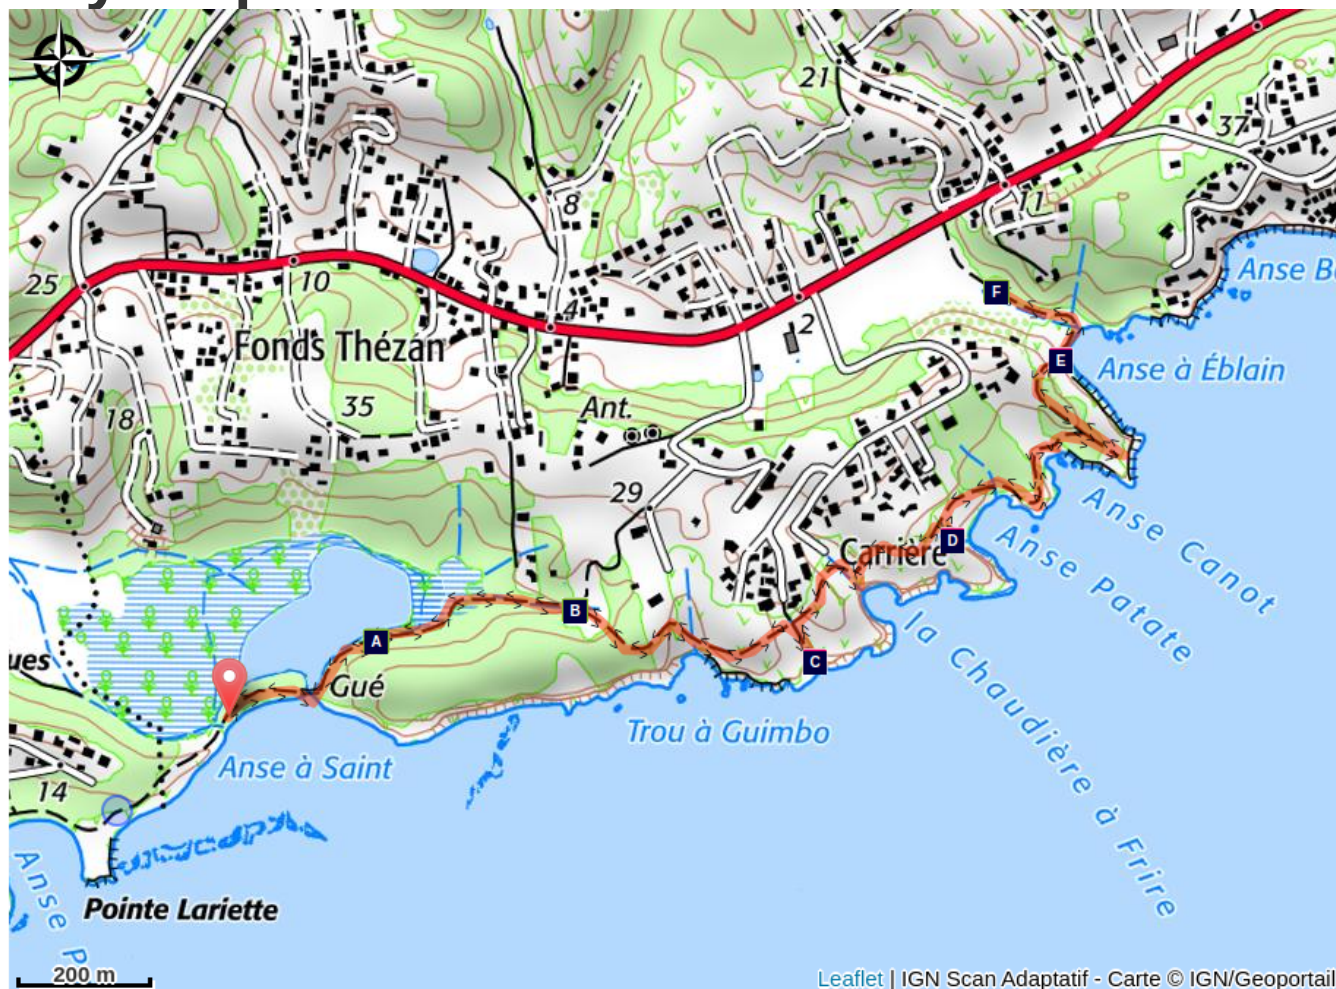 21
37
8
11
25
10
F
Anse B
4
2
Fonds Thézan
E
Anse à Éblain
35
Ant.
18
29
Anse Canot
Carrière
D
Anse Patate
B
A
la Chaudière à Frire
ues
C
Gué
Trou à Guimbo
Anse à Saint
14
Anse P
Pointe Lariette
200 m
Leaflet | IGN Scan Adaptatif - Carte © IGN/Geoportail